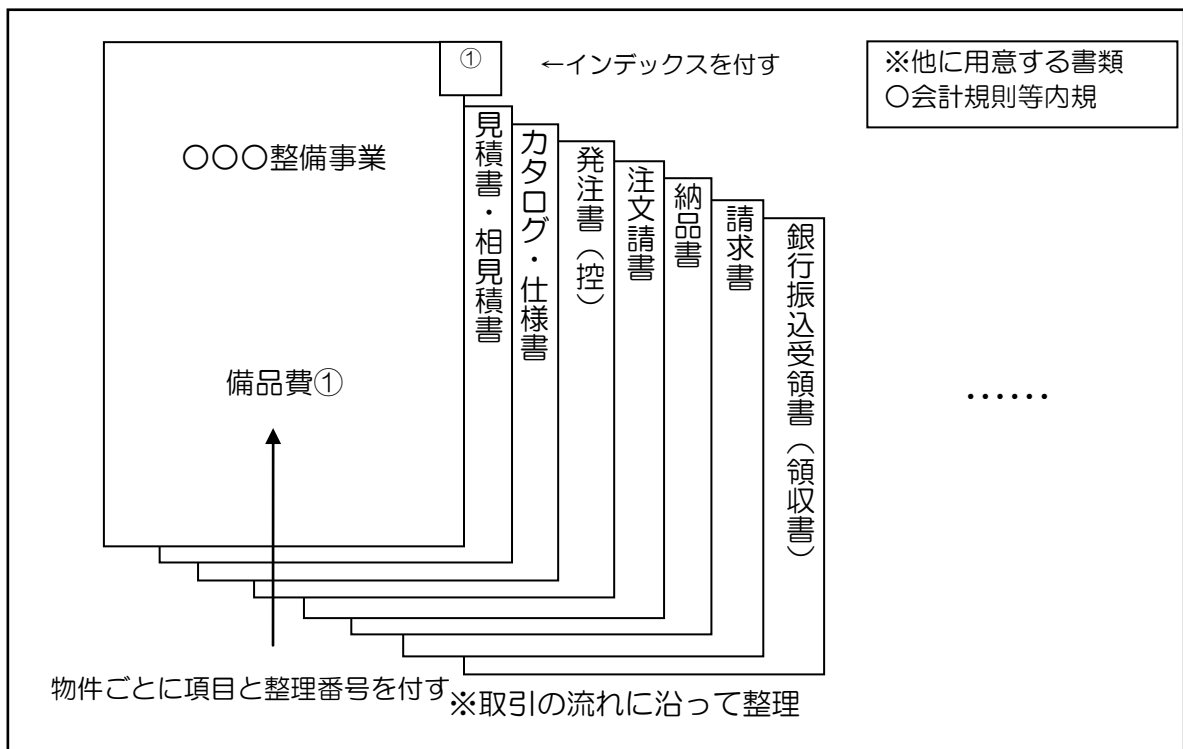 ①
←インデックスを付す
※他に用意する書類
○会計規則等内規
○○○整備事業
備品費①
見積書・相見積書
カタログ・仕様書
発注書（控）
注文請書
納品書
請求書
銀行振込受領書（領収書）
……
物件ごとに項目と整理番号を付す
※取引の流れに沿って整理